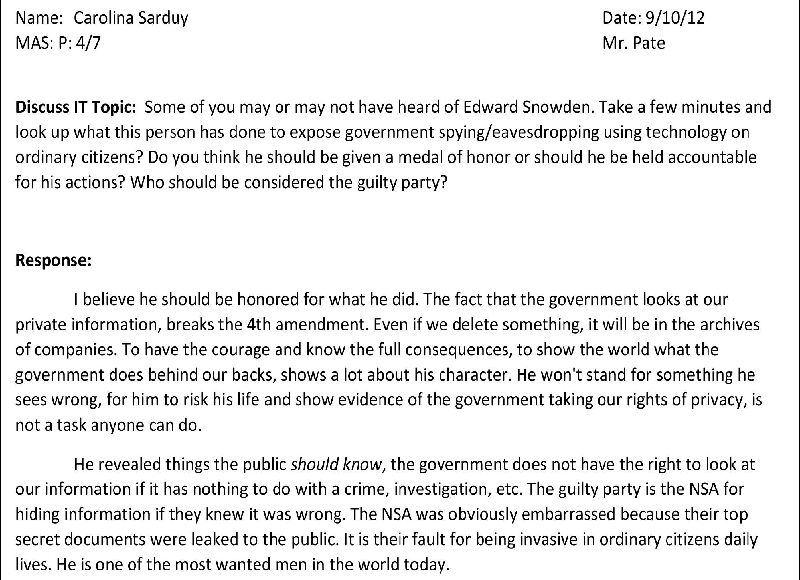 Name: Carolina Sarduy Date: 9/10/12
MAS: P: 4/7 Mr. Pate
Discuss IT Topic: Some of you may or may not have heard of Edward Snowden. Take a few minutes and
look up what this person has done to expose government spying/eavesdropping using technology on
ordinary citizens? Do you think he should be given a medal of honor or should he be held accountable
for his actions? Who should be considered the guilty party?
Response:
I believe he should be honored for what he did. The fact that the government looks at our
private information, breaks the 4th amendment. Even if we delete something, it will be in the archives
of companies. To have the courage and know the full consequences, to show the world what the
government does behind our backs, shows a lot about his character. He won't stand for something he
sees wrong, for him to risk his life and show evidence of the government taking our rights of privacy, is
not a task anyone can do.
He revealed things the public should know, the government does not have the right to look at
our information if it has nothing to do with a crime, investigation, etc. The guilty party is the NSA for
hiding information if they knew it was wrong. The NSA was obviously embarrassed because their top
secret documents were leaked to the public. It is their fault for being invasive in ordinary citizens daily
lives. He is one of the most wanted men in the world today.